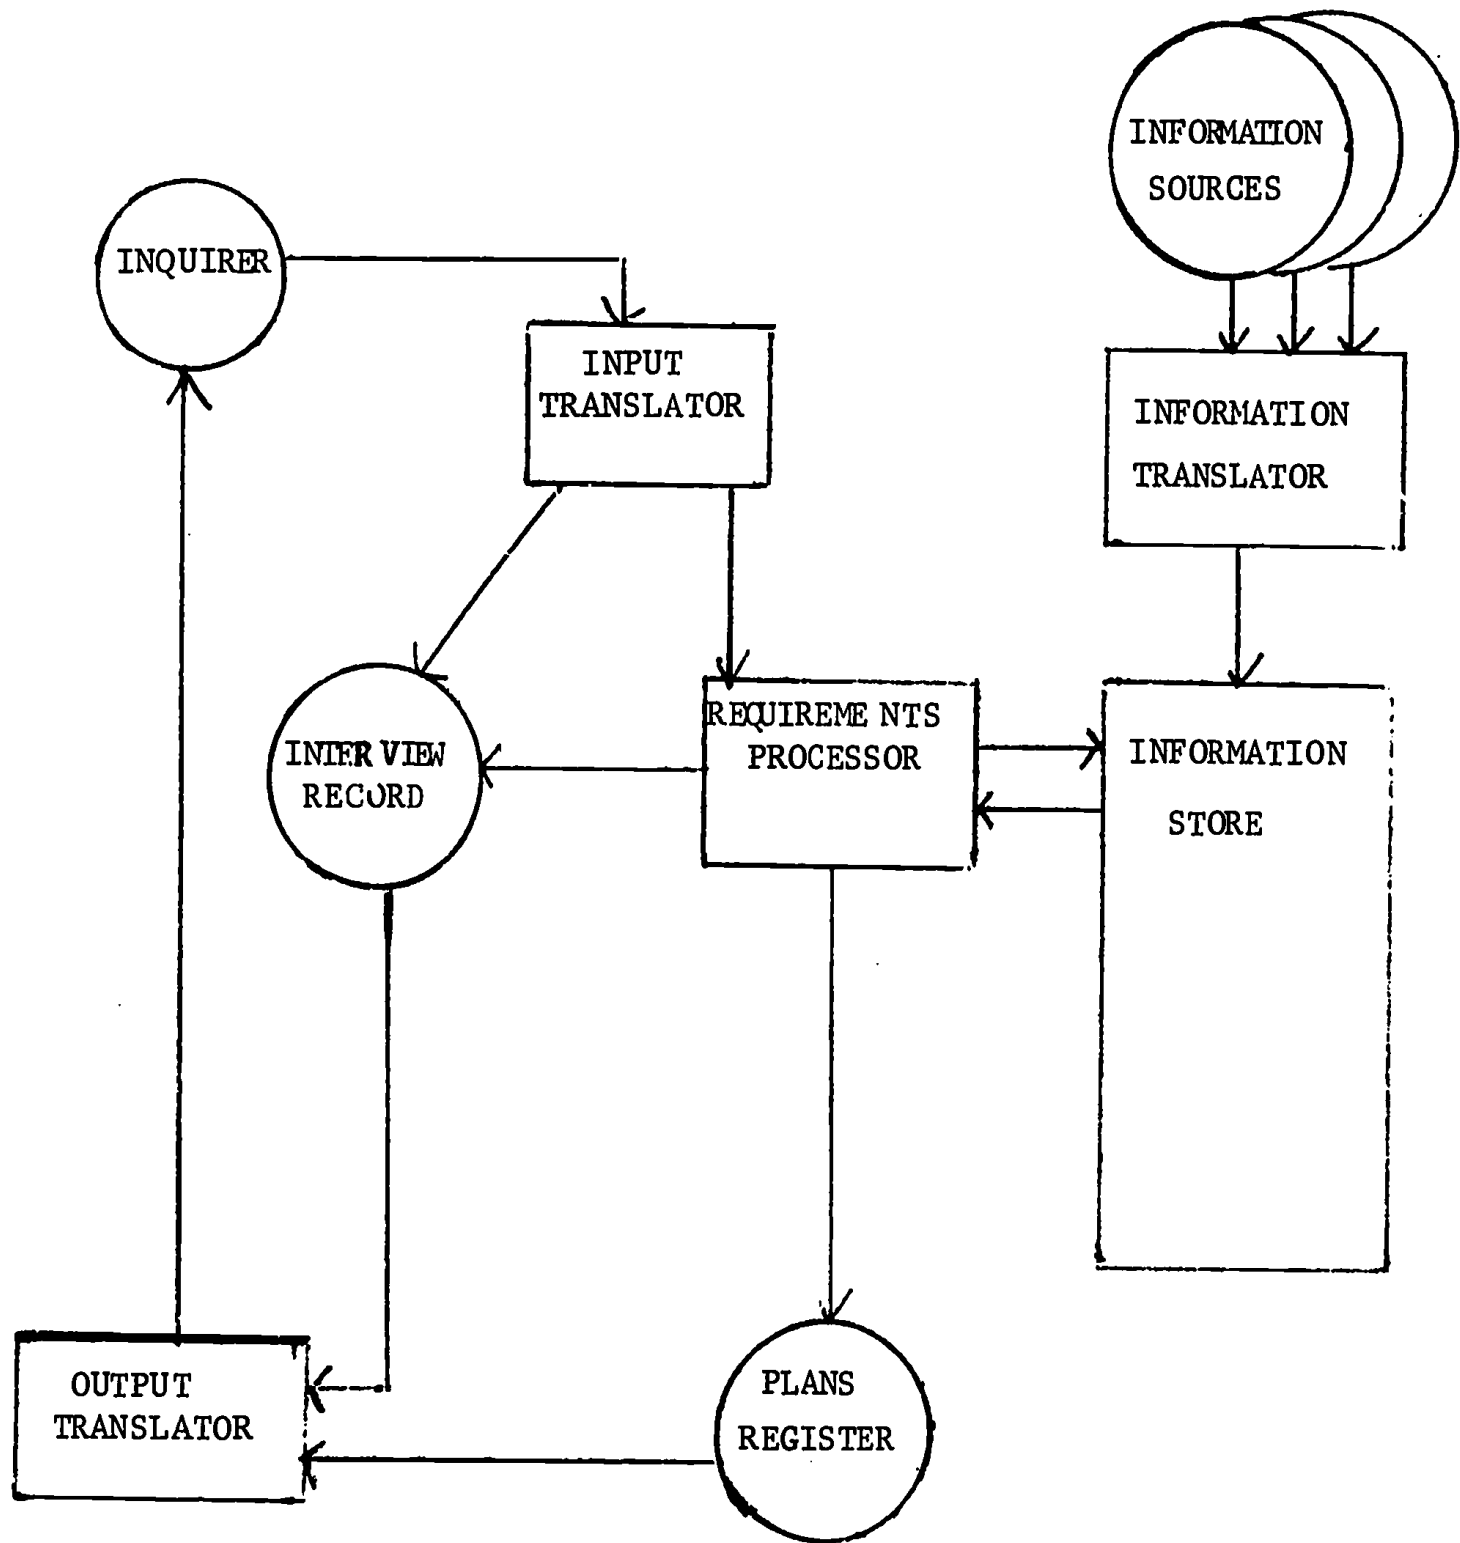 INFORMATION
SOURCES
INQUIRER
INPUT
TRANSLATOR
INFORMATION
TRANSLATOR
REQUIREMENTS
PROCESSOR
INTERVIEW
RECORD
INFORMATION
STORE
OUTPUT
TRANSLATOR
PLANS
REGISTER